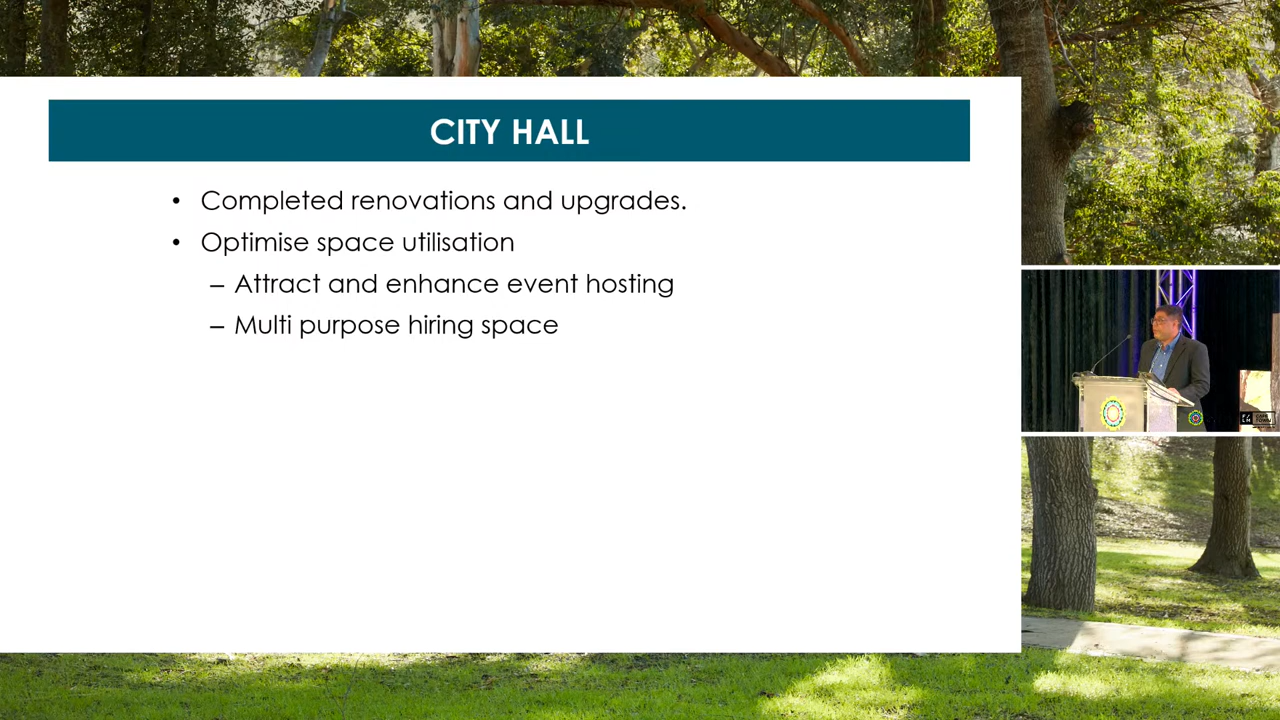 CITY HALL
• Completed renovations and upgrades.
• Optimise space utilisation
– Attract and enhance event hosting
– Multi purpose hiring space